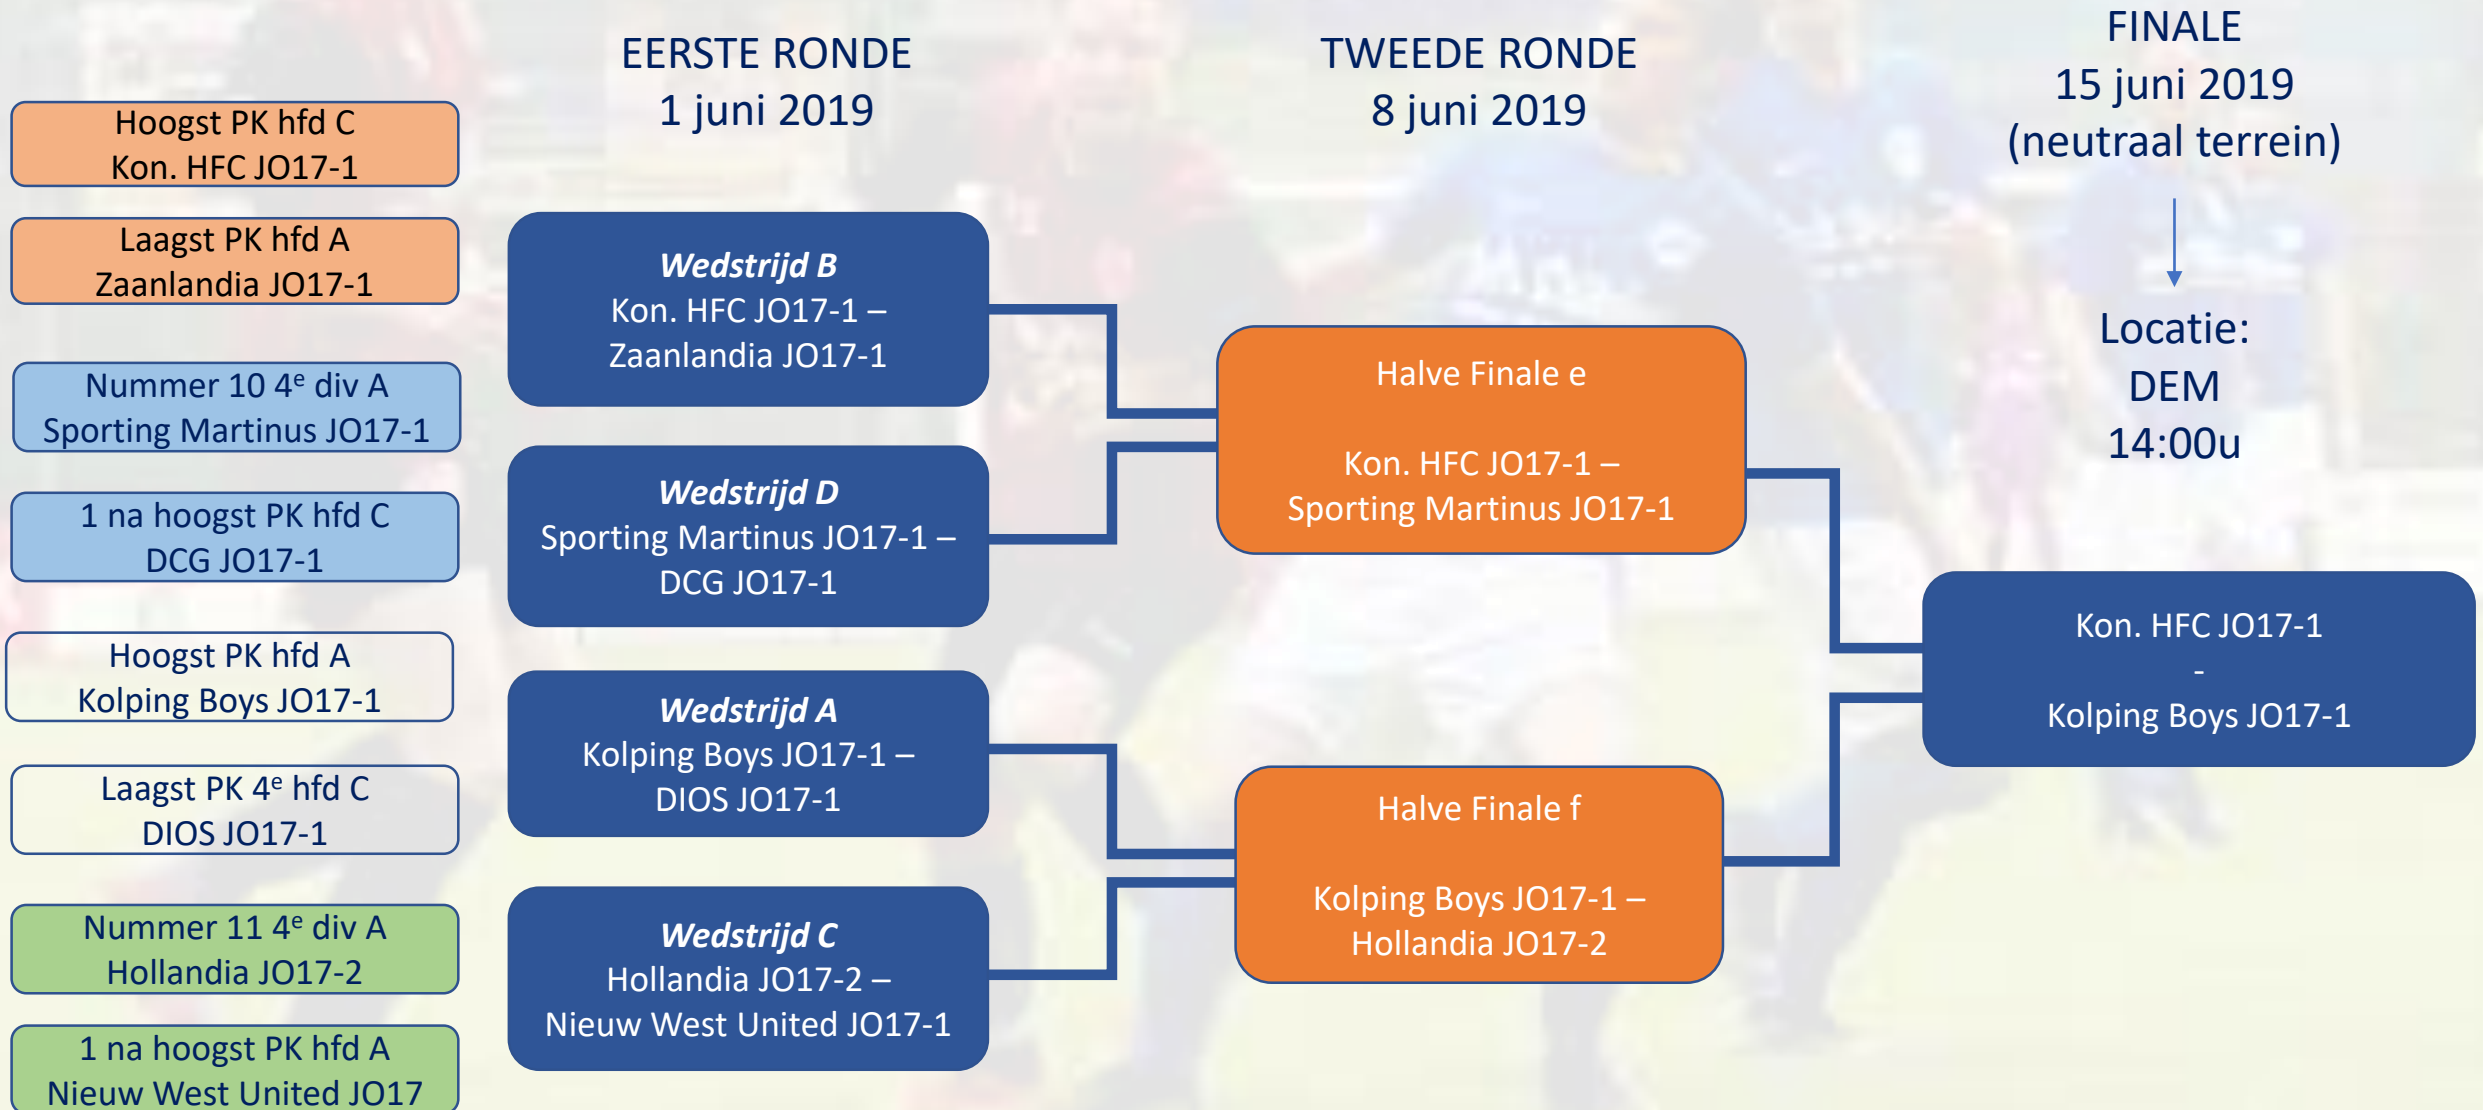 EERSTE RONDE
1 juni 2019
TWEEDE RONDE
8 juni 2019
FINALE
15 juni 2019
(neutraal terrein)
Locatie:
DEM
14:00u
Hoogst PK hfd C
Kon. HFC JO17-1
Laagst PK hfd A
Zaanlandia JO17-1
Nummer 10 4e div A
Sporting Martinus JO17-1
1 na hoogst PK hfd C
DCG JO17-1
Hoogst PK hfd A
Kolping Boys JO17-1
Laagst PK 4e hfd C
DIOS JO17-1
Nummer 11 4e div A
Hollandia JO17-2
1 na hoogst PK hfd A
Nieuw West United JO17
Wedstrijd B
Kon. HFC JO17-1 –
Zaanlandia JO17-1
Wedstrijd D
Sporting Martinus JO17-1 –
DCG JO17-1
Wedstrijd A
Kolping Boys JO17-1 –
DIOS JO17-1
Wedstrijd C
Hollandia JO17-2 –
Nieuw West United JO17-1
Halve Finale e
Kon. HFC JO17-1 –
Sporting Martinus JO17-1
Halve Finale f
Kolping Boys JO17-1 –
Hollandia JO17-2
Kon. HFC JO17-1
-
Kolping Boys JO17-1